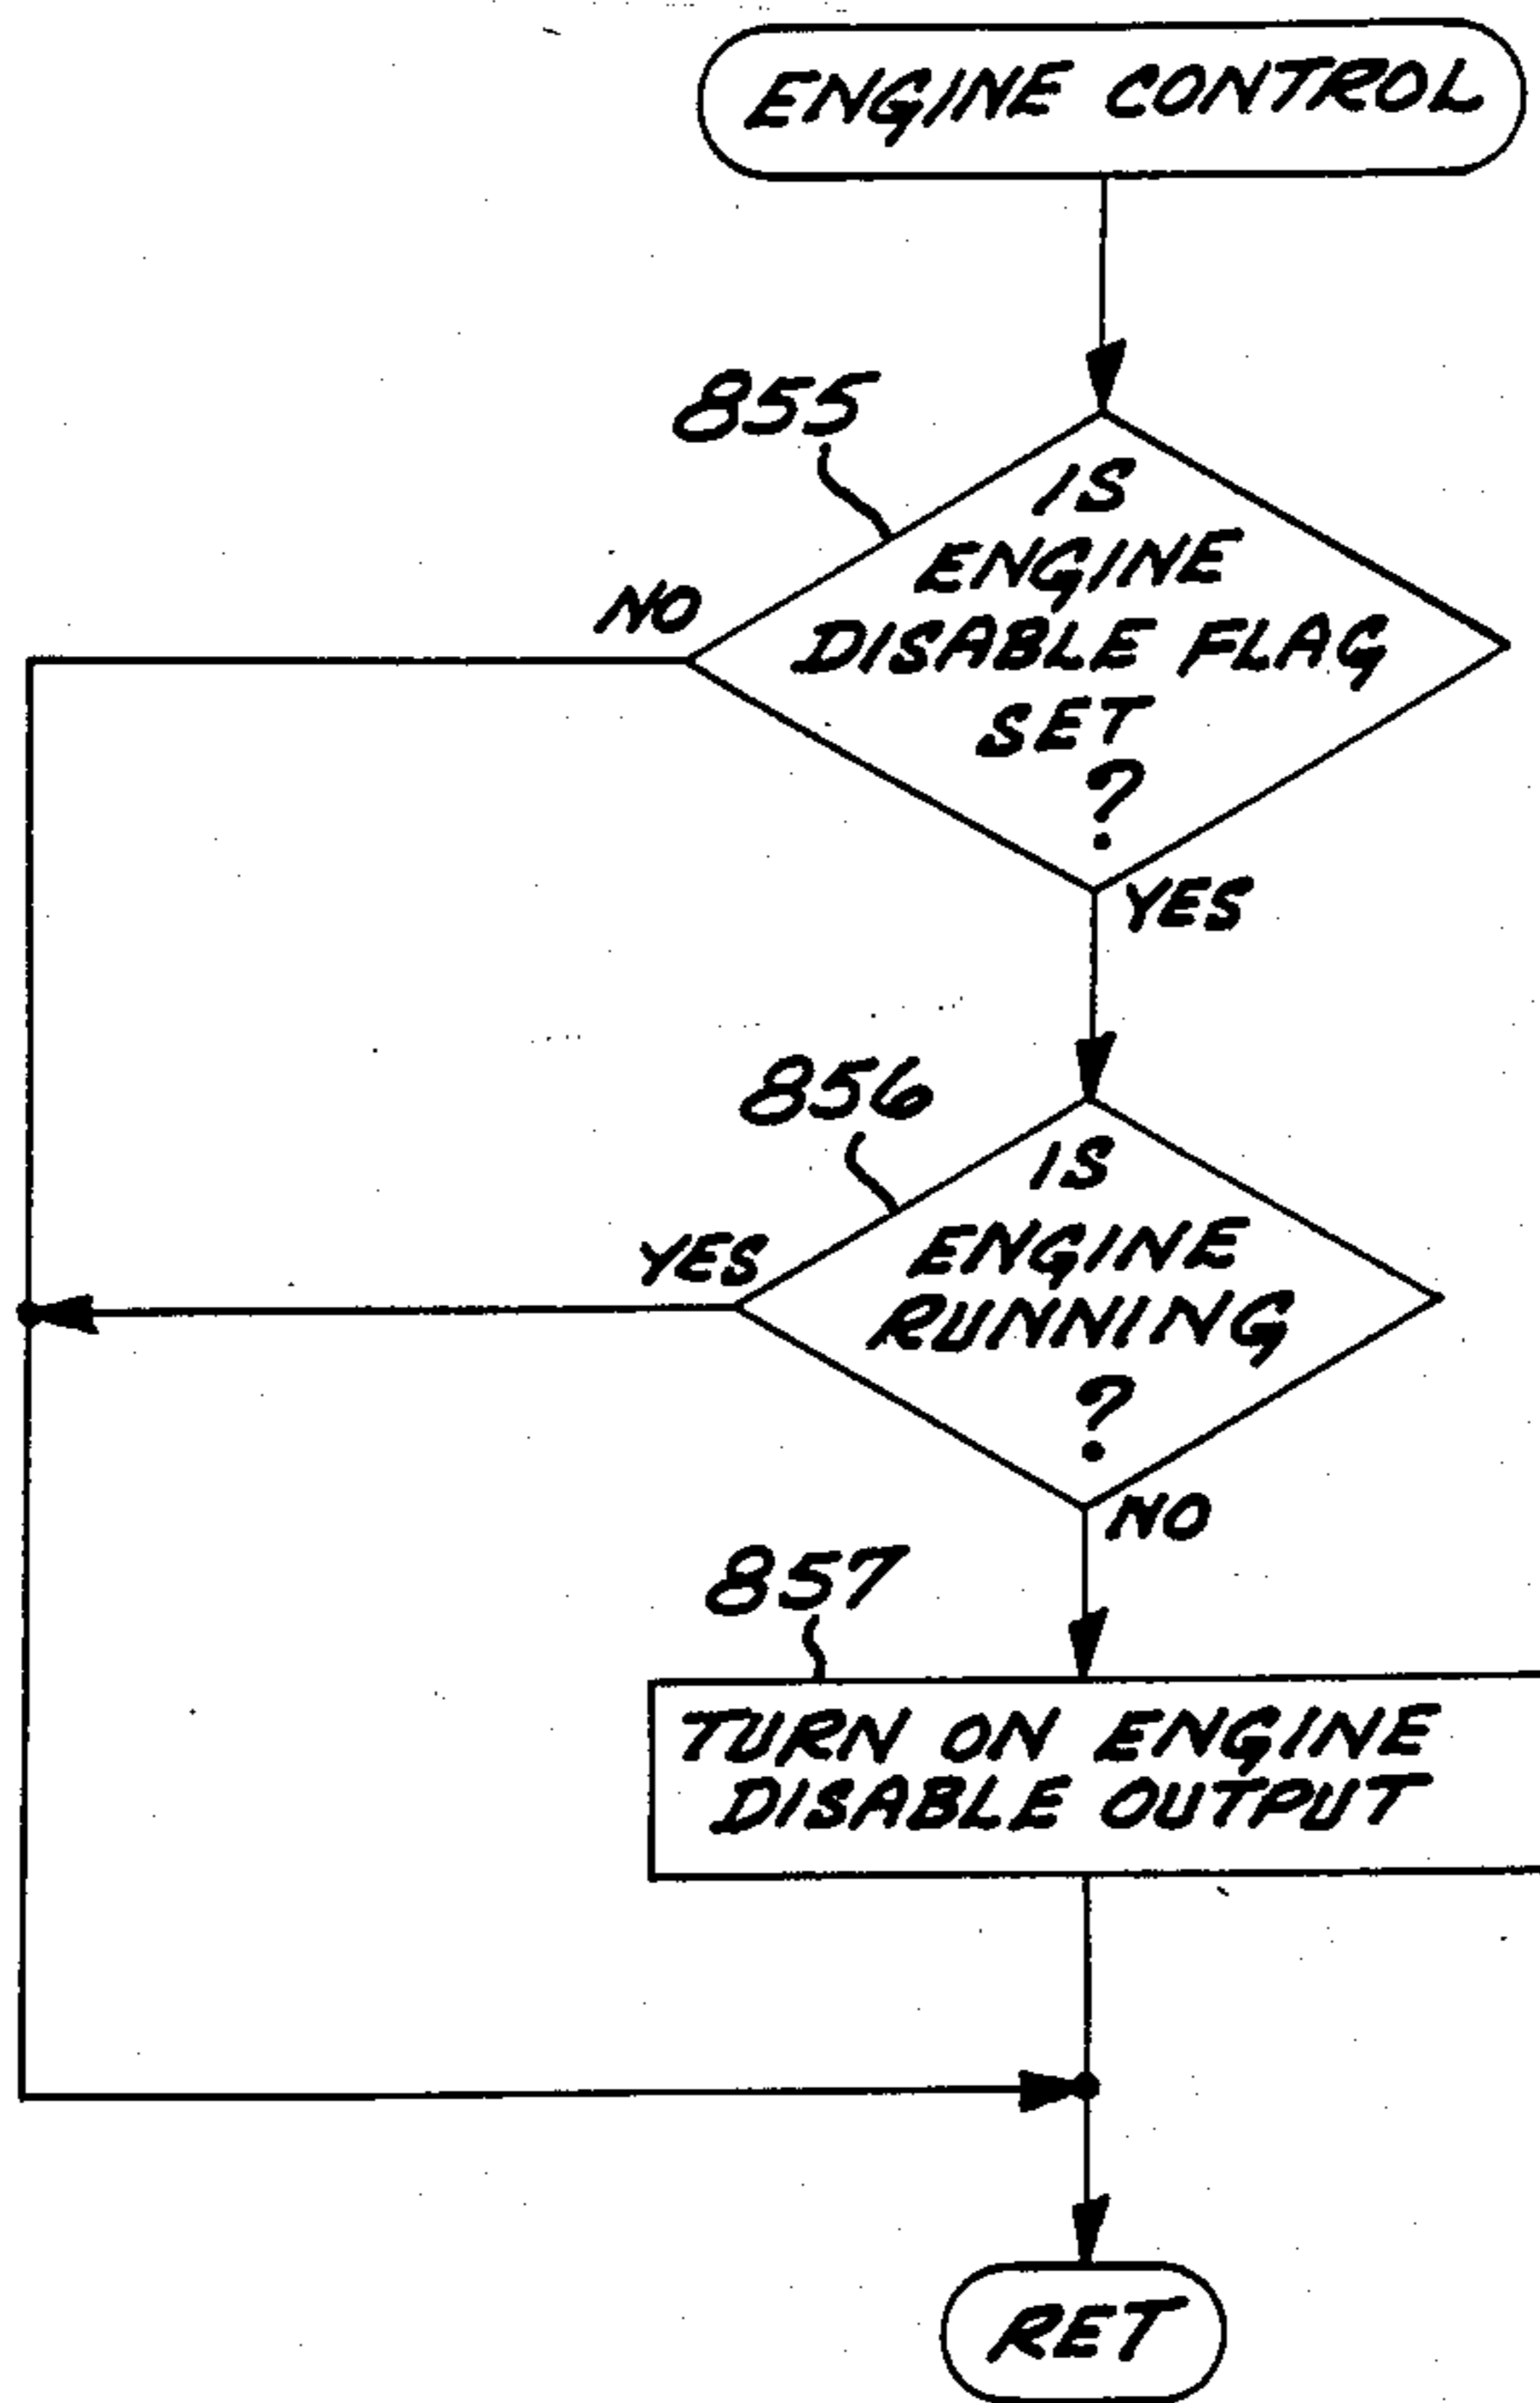 ENGINE CONTROL
855
IS
ENGINE
DISABLE FLAG
SET
?
NO
YES
856
IS
ENGINE
RUNNING
?
YES
NO
857
TURN ON ENGINE
DISABLE OUTPUT
RET